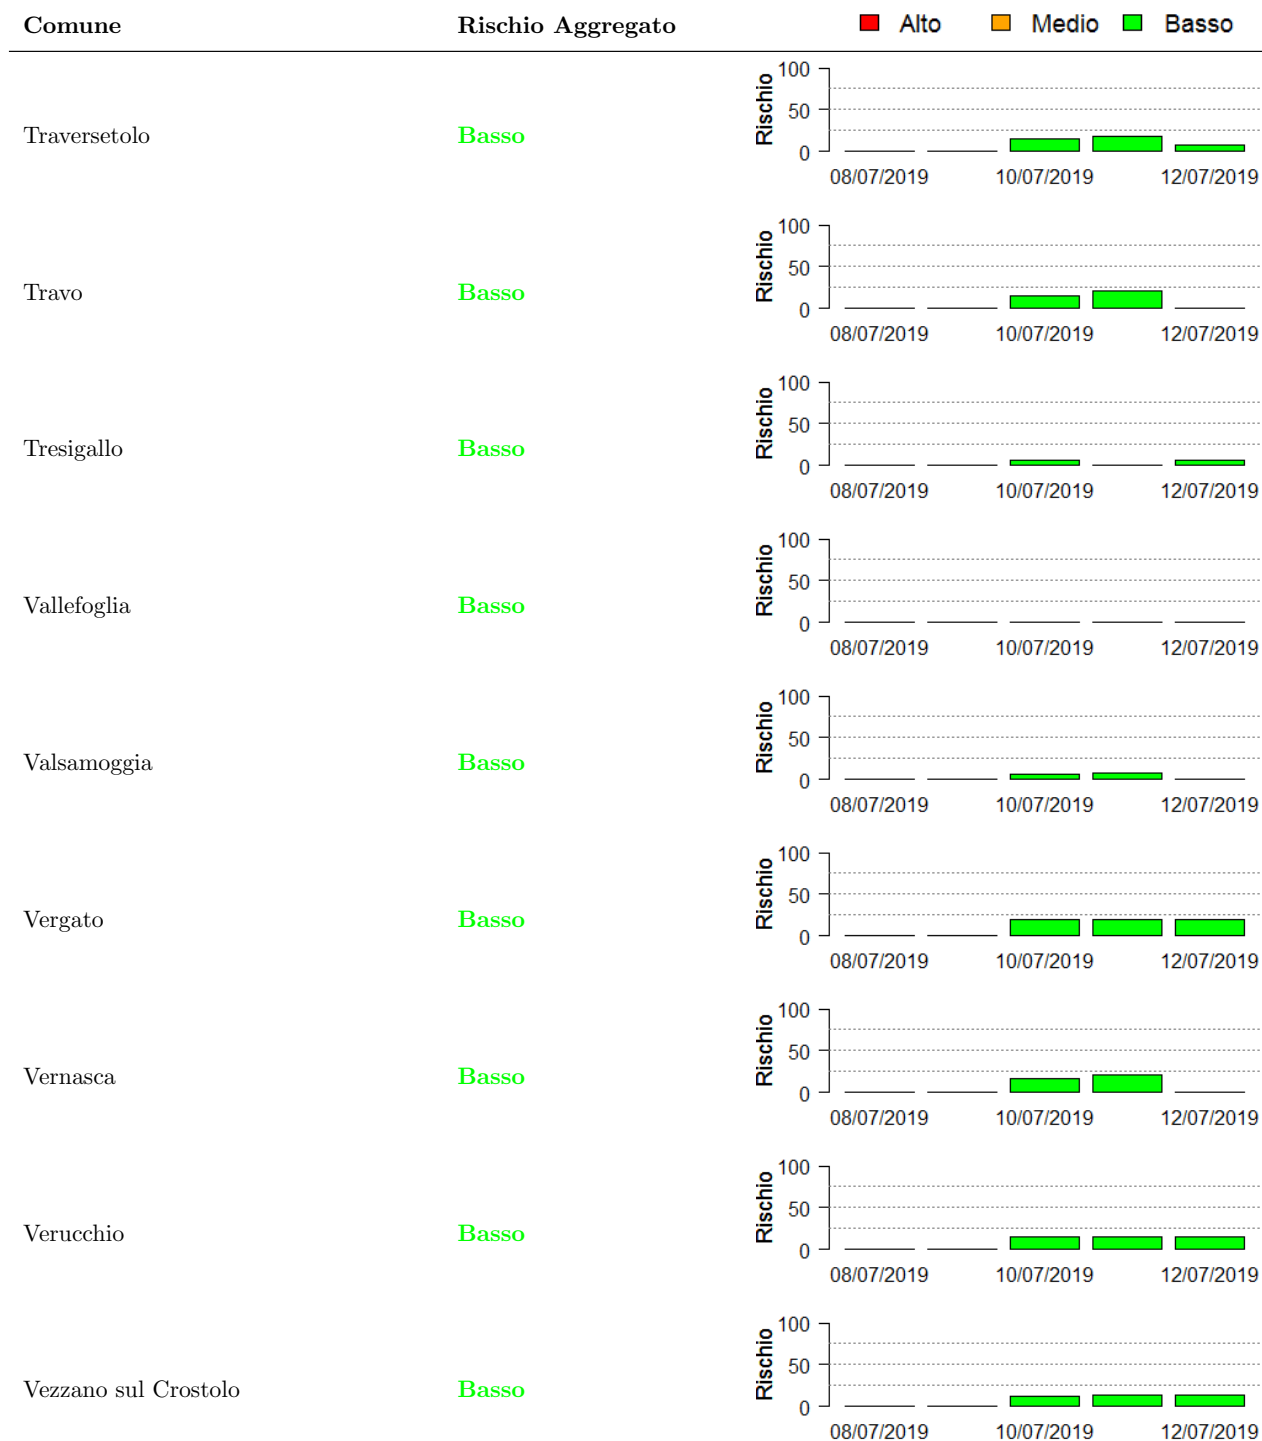 Comune Rischio Aggregato Alto Medio Basso
Traversetolo Basso
Rischio
100
50
0
08/07/2019 10/07/2019 12/07/2019
Travo Basso
Rischio
100
50
0
08/07/2019 10/07/2019 12/07/2019
Tresigallo Basso
Rischio
100
50
0
08/07/2019 10/07/2019 12/07/2019
Vallefoglia Basso
Rischio
100
50
0
08/07/2019 10/07/2019 12/07/2019
Valsamoggia Basso
Rischio
100
50
0
08/07/2019 10/07/2019 12/07/2019
Vergato Basso
Rischio
100
50
0
08/07/2019 10/07/2019 12/07/2019
Vernasca Basso
Rischio
100
50
0
08/07/2019 10/07/2019 12/07/2019
Verucchio Basso
Rischio
100
50
0
08/07/2019 10/07/2019 12/07/2019
Vezzano sul Crostolo Basso
Rischio
100
50
0
08/07/2019 10/07/2019 12/07/2019